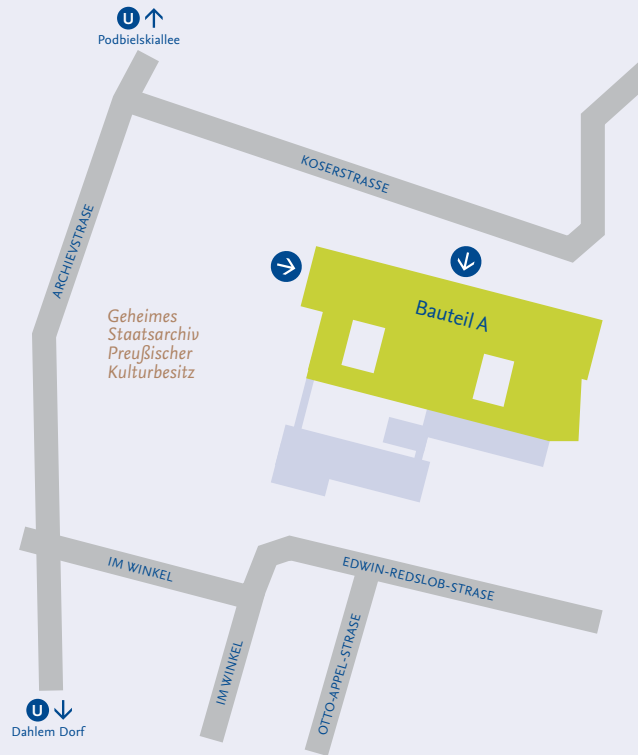 U
Podbielskiallee
KOSERSTRASSE
ARCHIEVSTRASE
Bauteil A
Geheimes
Staatsarchiv
Preußischer
Kulturbesitz
IM WINKEL
EDWIN-REDSLOB-STRASE
IM WINKEL
OTTO-APPEL-STRASE
U
Dahlem Dorf